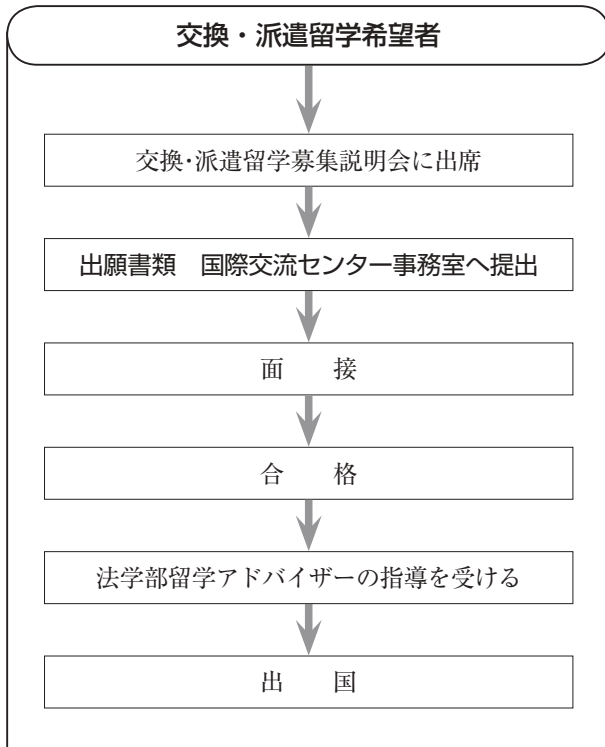 交換・派遣留学希望者
交換・派遣留学募集説明会に出席
出願書類　国際交流センター事務室へ提出
面　　接
合　　格
法学部留学アドバイザーの指導を受ける
出　　国